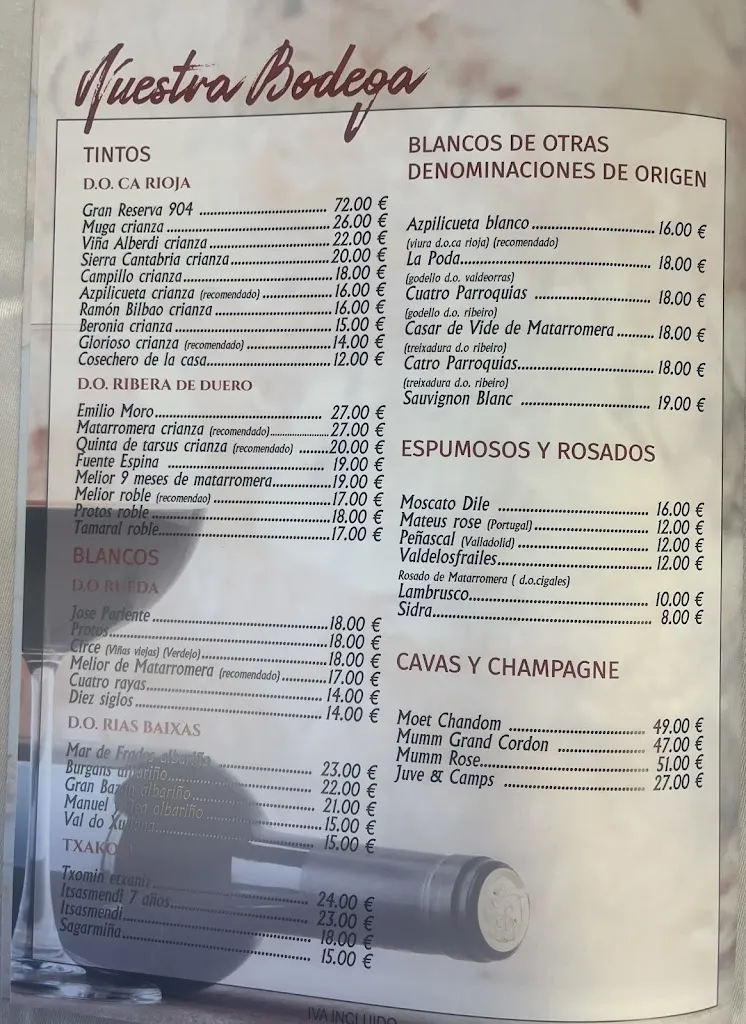 Nuestra Bodega
TINTOS
D.O. CA RIOJA
Gran Reserva 904 ........ 72.00 €
Muga crianza ........ 26.00 €
Viña Alberdi crianza ........ 22.00 €
Sierra Cantabria crianza ........ 20.00 €
Campillo crianza ........ 18.00 €
Azpilicueta crianza (recomendado) ........ 16.00 €
Ramón Bilbao crianza ........ 16.00 €
Beronia crianza ........ 15.00 €
Glorioso crianza (recomendado) ........ 14.00 €
Cosechero de la casa ........ 12.00 €
D.O. RIBERA DE DUERO
Emilio Moro ........ 27.00 €
Matarromera crianza (recomendado) ........ 27.00 €
Quinta de tarsus crianza (recomendado) ........ 20.00 €
Fuente Espina ........ 19.00 €
Melior 9 meses de matarromera ........ 19.00 €
Melior roble (recomendao) ........ 17.00 €
Protos roble ........ 18.00 €
Tamaral roble ........ 17.00 €
BLANCOS
D.O RUEDA
Jose Pariente ........ 18.00 €
Protos ........ 18.00 €
Circe (Viñas viejas) (Verdejo) ........ 18.00 €
Melior de Matarromera (recomendado) ........ 17.00 €
Cuatro rayas ........ 14.00 €
Diez siglos ........ 14.00 €
D.O. RIAS BAIXAS
Mar de Frades albariño ........ 23.00 €
Burgans albariño ........ 22.00 €
Gran Bazan albariño ........ 21.00 €
Manuel albariño ........ 15.00 €
Val do ........ 15.00 €
Txomin etxaniz ........ 24.00 €
Itsasmendi 7 años ........ 23.00 €
Itsasmendi ........ 18.00 €
Sagarmiña ........ 15.00 €
BLANCOS DE OTRAS
DENOMINACIONES DE ORIGEN
Azpilicueta blanco ........ 16.00 €
(viura d.o.ca rioja) (recomendado)
La Poda ........ 18.00 €
(godello d.o. valdeorras)
Cuatro Parroquias ........ 18.00 €
(godello d.o. ribeiro)
Casar de Vide de Matarromera ........ 18.00 €
(treixadura d.o ribeiro)
Catro Parroquias ........ 18.00 €
(treixadura d.o. ribeiro)
Sauvignon Blanc ........ 19.00 €
ESPUMOSOS Y ROSADOS
Moscato Dile ........ 16.00 €
Mateus rose (Portugal) ........ 12.00 €
Peñascal (Valladolid) ........ 12.00 €
Valdelosfrailes ........ 12.00 €
Rosado de Matarromera ( d.o.cigales)
Lambrusco ........ 10.00 €
Sidra ........ 8.00 €
CAVAS Y CHAMPAGNE
Moet Chandom ........ 49.00 €
Mumm Grand Cordon ........ 47.00 €
Mumm Rose ........ 51.00 €
Juve & Camps ........ 27.00 €
IVA INCLUIDO